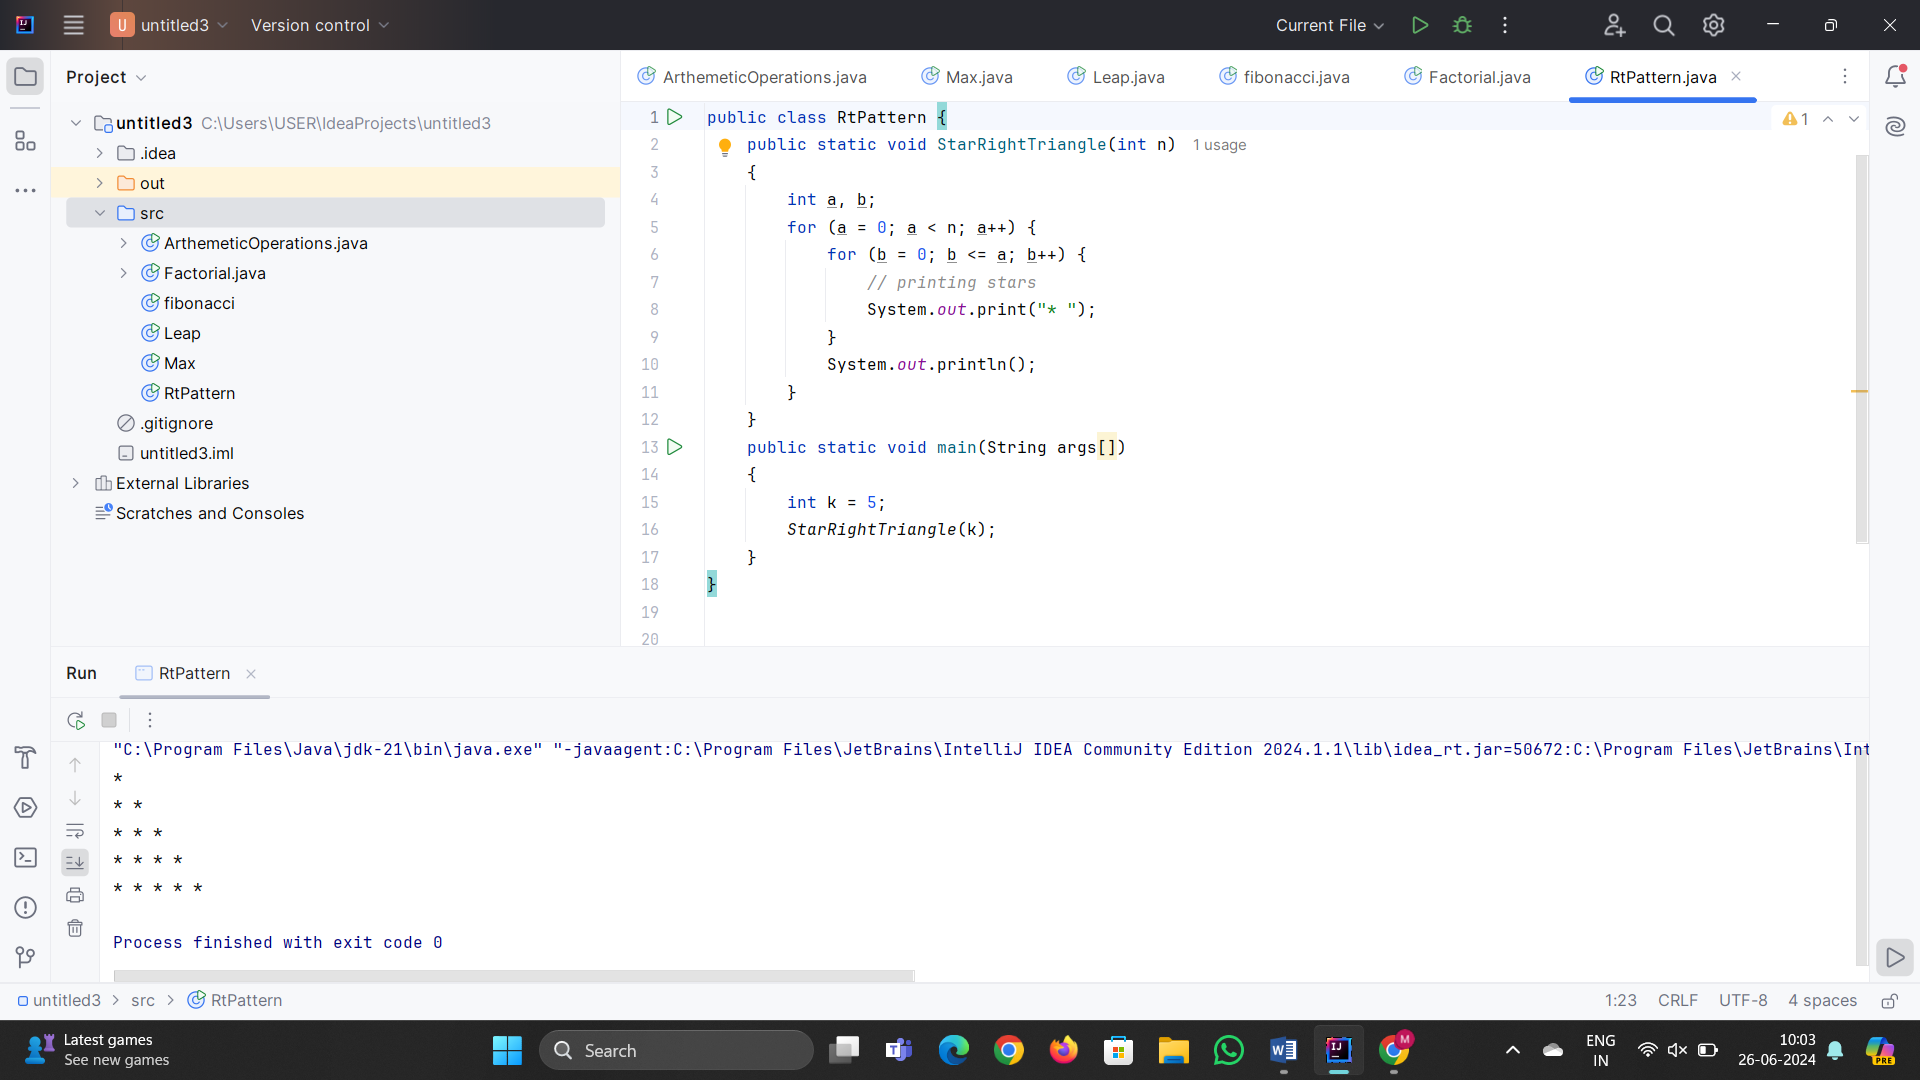 U untitled3 Version control Current File
Project
untitled3 C:\Users\USER\IdeaProjects\untitled3
.idea
out
src
ArthemeticOperations.java
Factorial.java
fibonacci
Leap
Max
RtPattern
.gitignore
untitled3.iml
External Libraries
Scratches and Consoles
ArthemeticOperations.java Max.java Leap.java fibonacci.java Factorial.java RtPattern.java
1 public class RtPattern { 1
2 public static void StarRightTriangle(int n) 1 usage
3 {
4 int a, b;
5 for (a = 0; a < n; a++) {
6 for (b = 0; b <= a; b++) {
7 // printing stars
8 System.out.print("* ");
9 }
10 System.out.println();
11 }
12 }
13 public static void main(String args[])
14 {
15 int k = 5;
16 StarRightTriangle(k);
17 }
18 }
19
20
Run RtPattern
"C:\Program Files\Java\jdk-21\bin\java.exe" "-javaagent:C:\Program Files\JetBrains\IntelliJ IDEA Community Edition 2024.1.1\lib\idea_rt.jar=50672:C:\Program Files\JetBrains\Int
*
* *
* * *
* * * *
* * * * *
Process finished with exit code 0
untitled3 > src > RtPattern 1:23 CRLF UTF-8 4 spaces
Latest games
See new games
Search
ENG
IN
10:03
26-06-2024
PRE